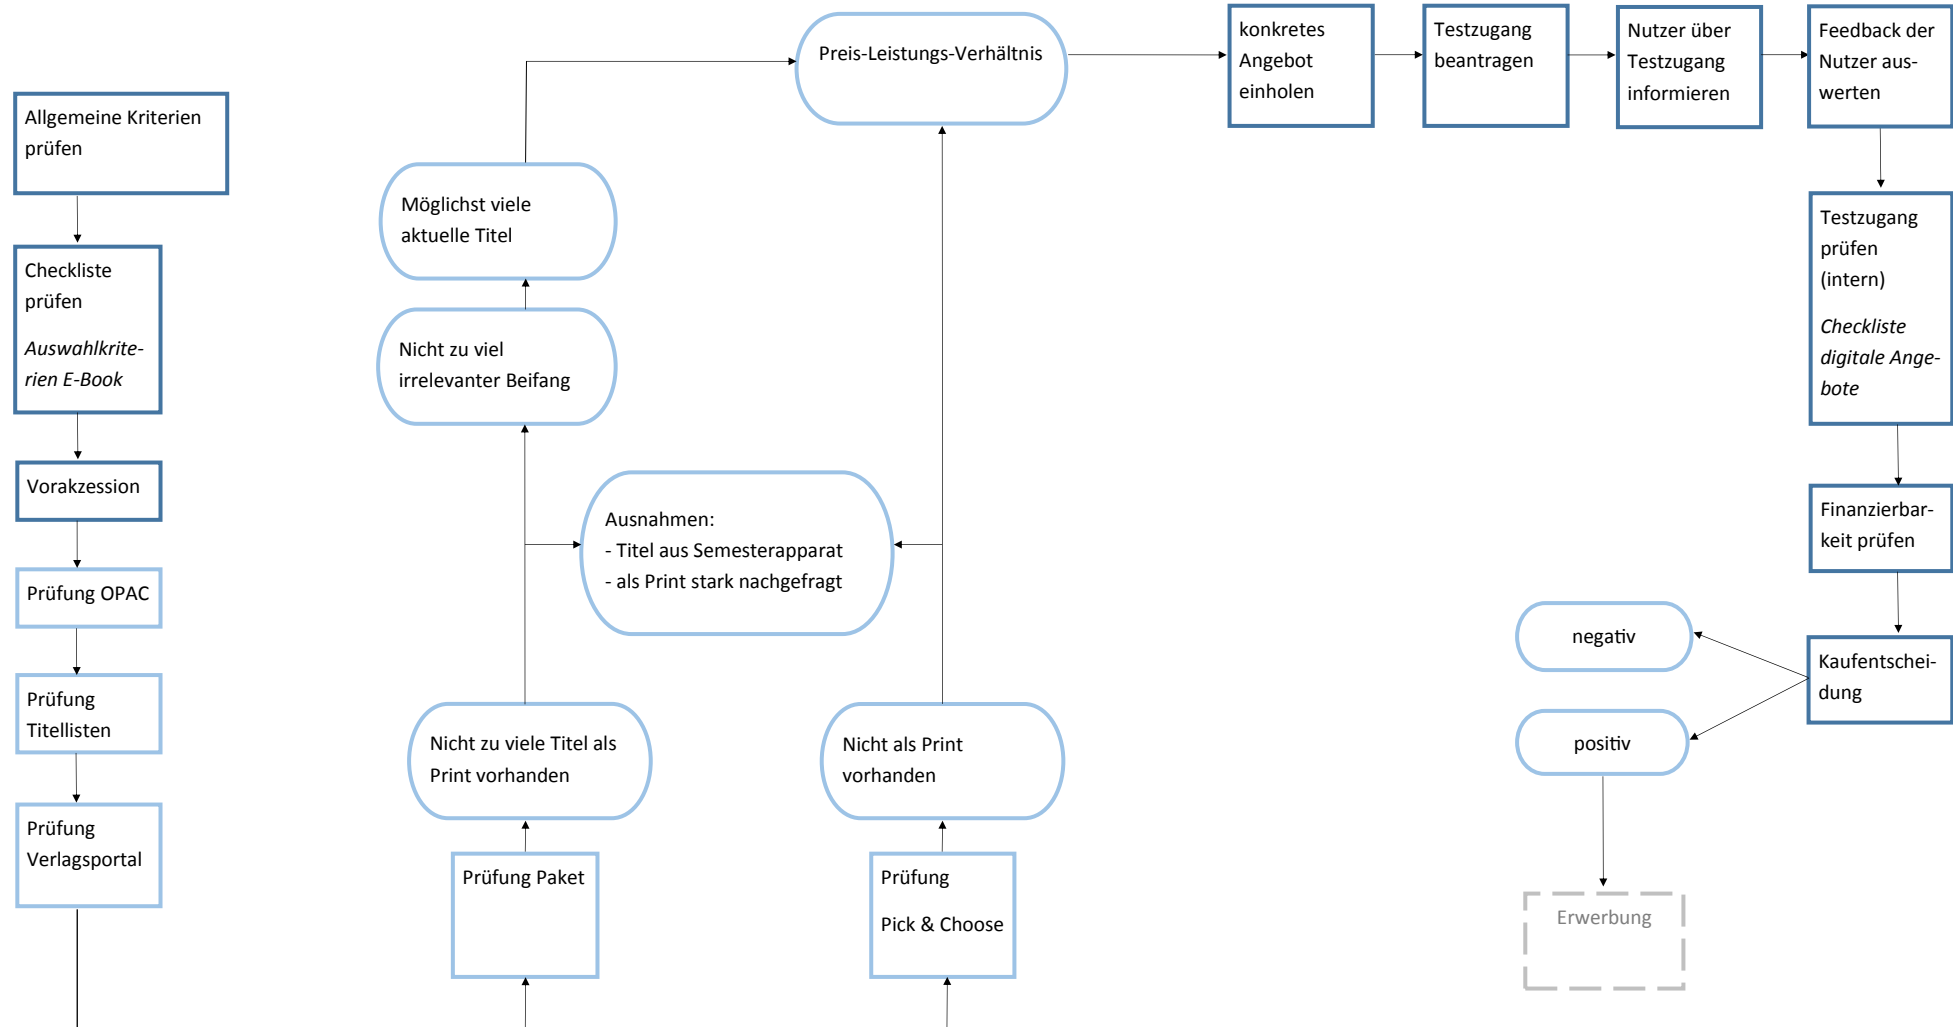 Allgemeine Kriterien
prüfen
Checkliste
prüfen
Auswahlkrite-
rien E-Book
Vorakzession
Prüfung OPAC
Prüfung
Titellisten
Prüfung
Verlagsportal
Prüfung Paket
Nicht zu viele Titel als
Print vorhanden
Nicht zu viel
irrelevanter Beifang
Möglichst viele
aktuelle Titel
Prüfung
Pick & Choose
Nicht als Print
vorhanden
Ausnahmen:
- Titel aus Semesterapparat
- als Print stark nachgefragt
Preis-Leistungs-Verhältnis
konkretes
Angebot
einholen
Testzugang
beantragen
Nutzer über
Testzugang
informieren
Feedback der
Nutzer aus-
werten
Testzugang
prüfen
(intern)
Checkliste
digitale Ange-
bote
Finanzierbar-
keit prüfen
Kaufentschei-
dung
negativ
positiv
Erwerbung